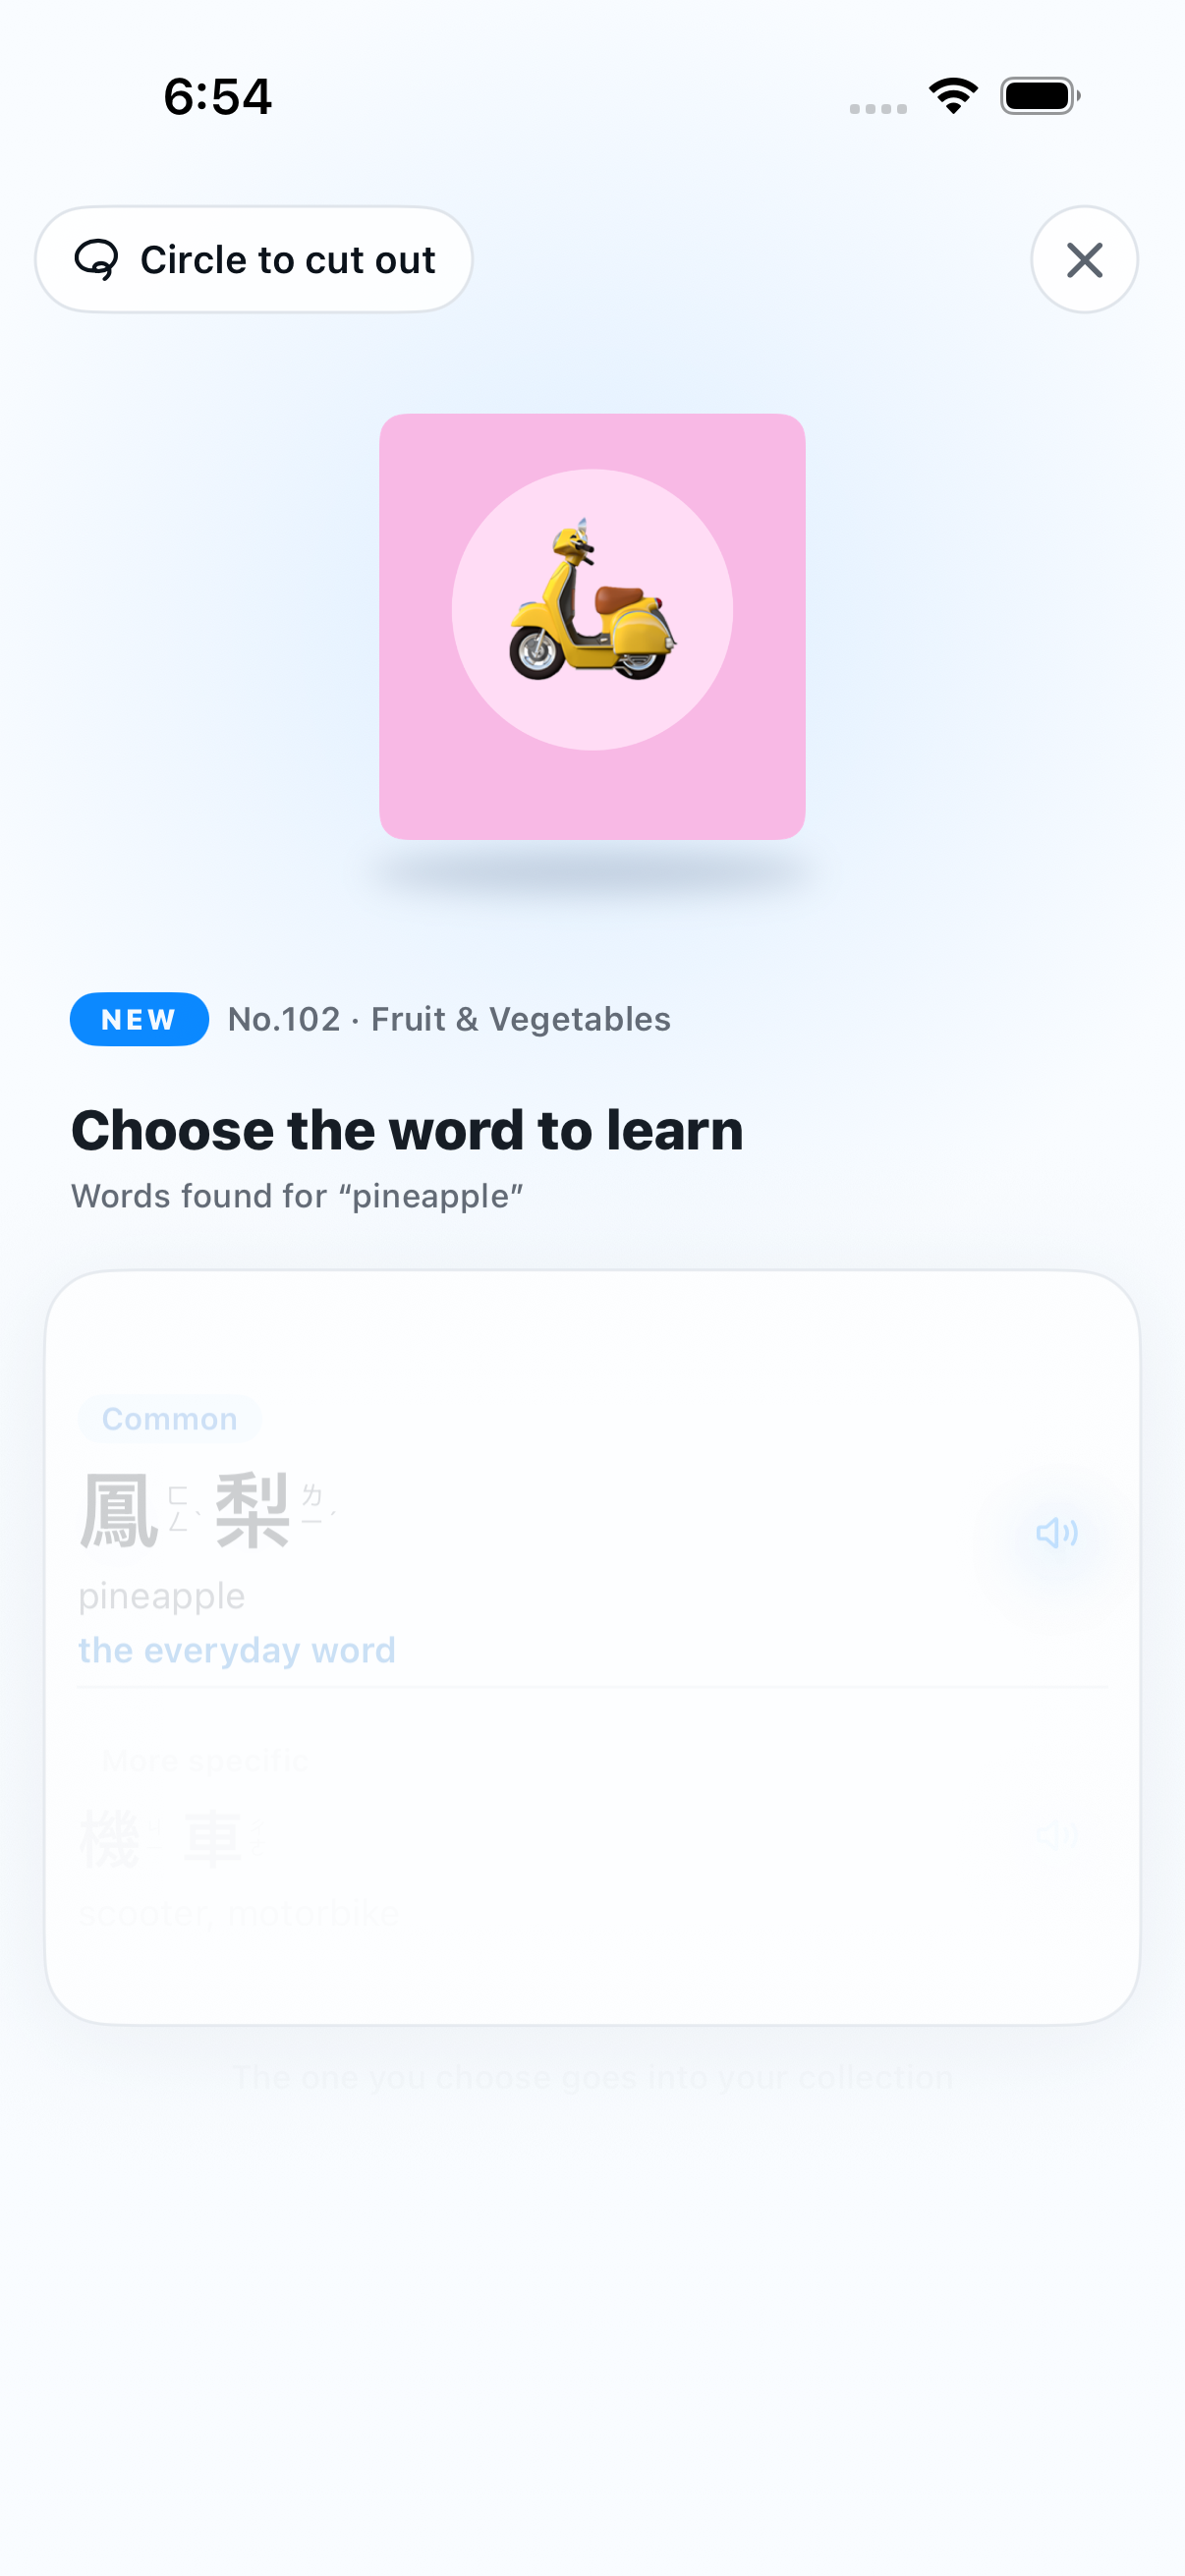 6:54
Circle to cut out
NEW No.102 · Fruit & Vegetables
Choose the word to learn
Words found for “pineapple”
Common
鳳ㄈㄥˋ梨ㄌㄧˊ
pineapple
the everyday word
More specific
機 車
scooter, motorbike
The one you choose goes into your collection